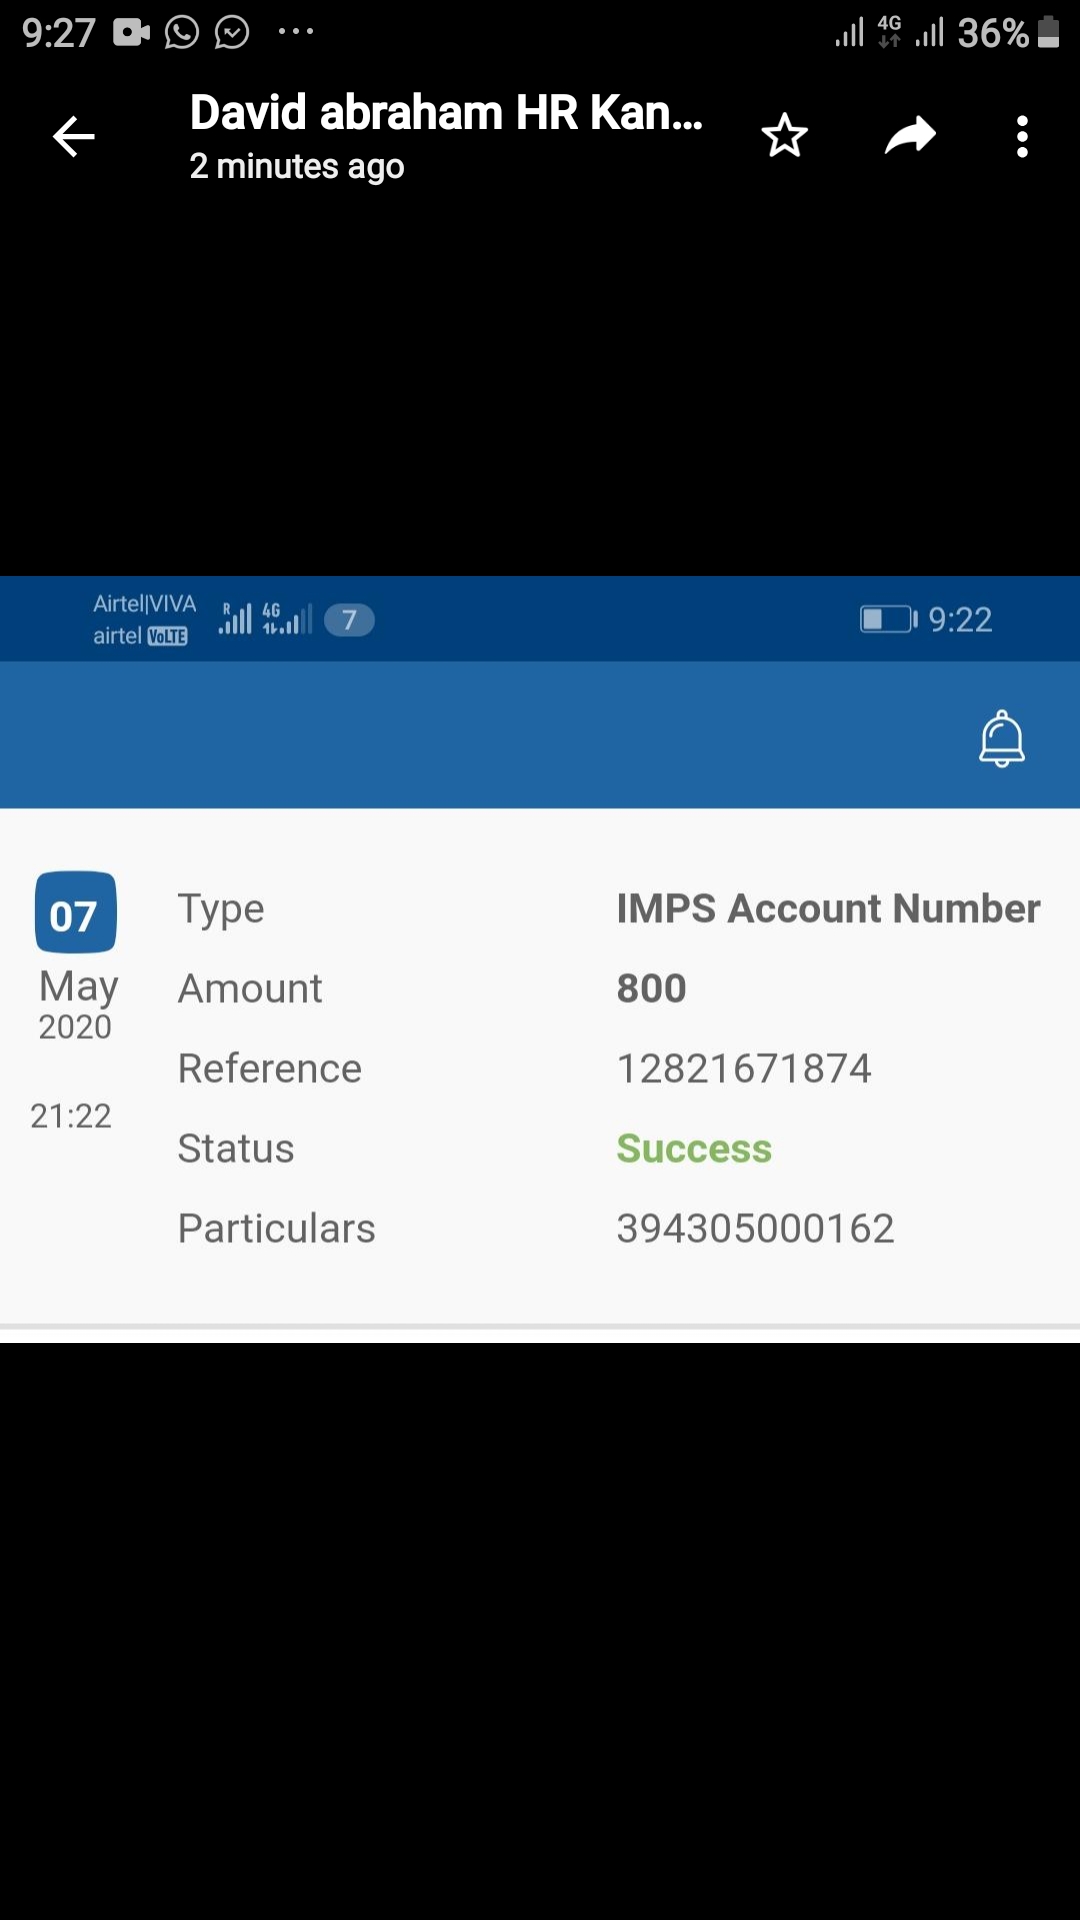 9:27 4G 36%
David abraham HR Kan...
2 minutes ago
Airtel|VIVA R 4G 7 9:22
airtel VoLTE
07 Type IMPS Account Number
May Amount 800
2020
Reference 12821671874
21:22
Status Success
Particulars 394305000162